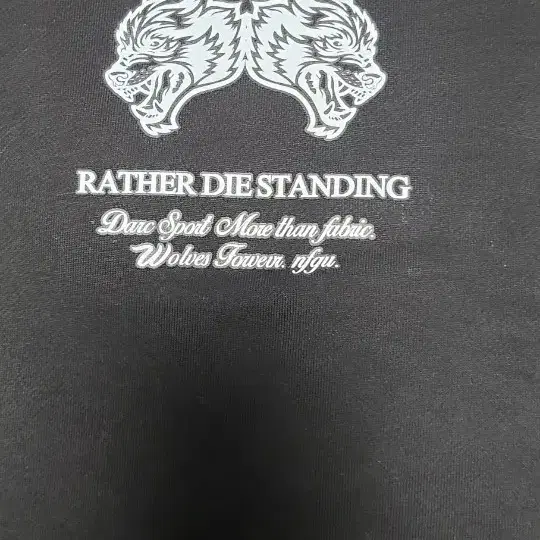 RATHER DIE STANDING
Darc Sport More than fabric.
Wolves Forever. nfgu.